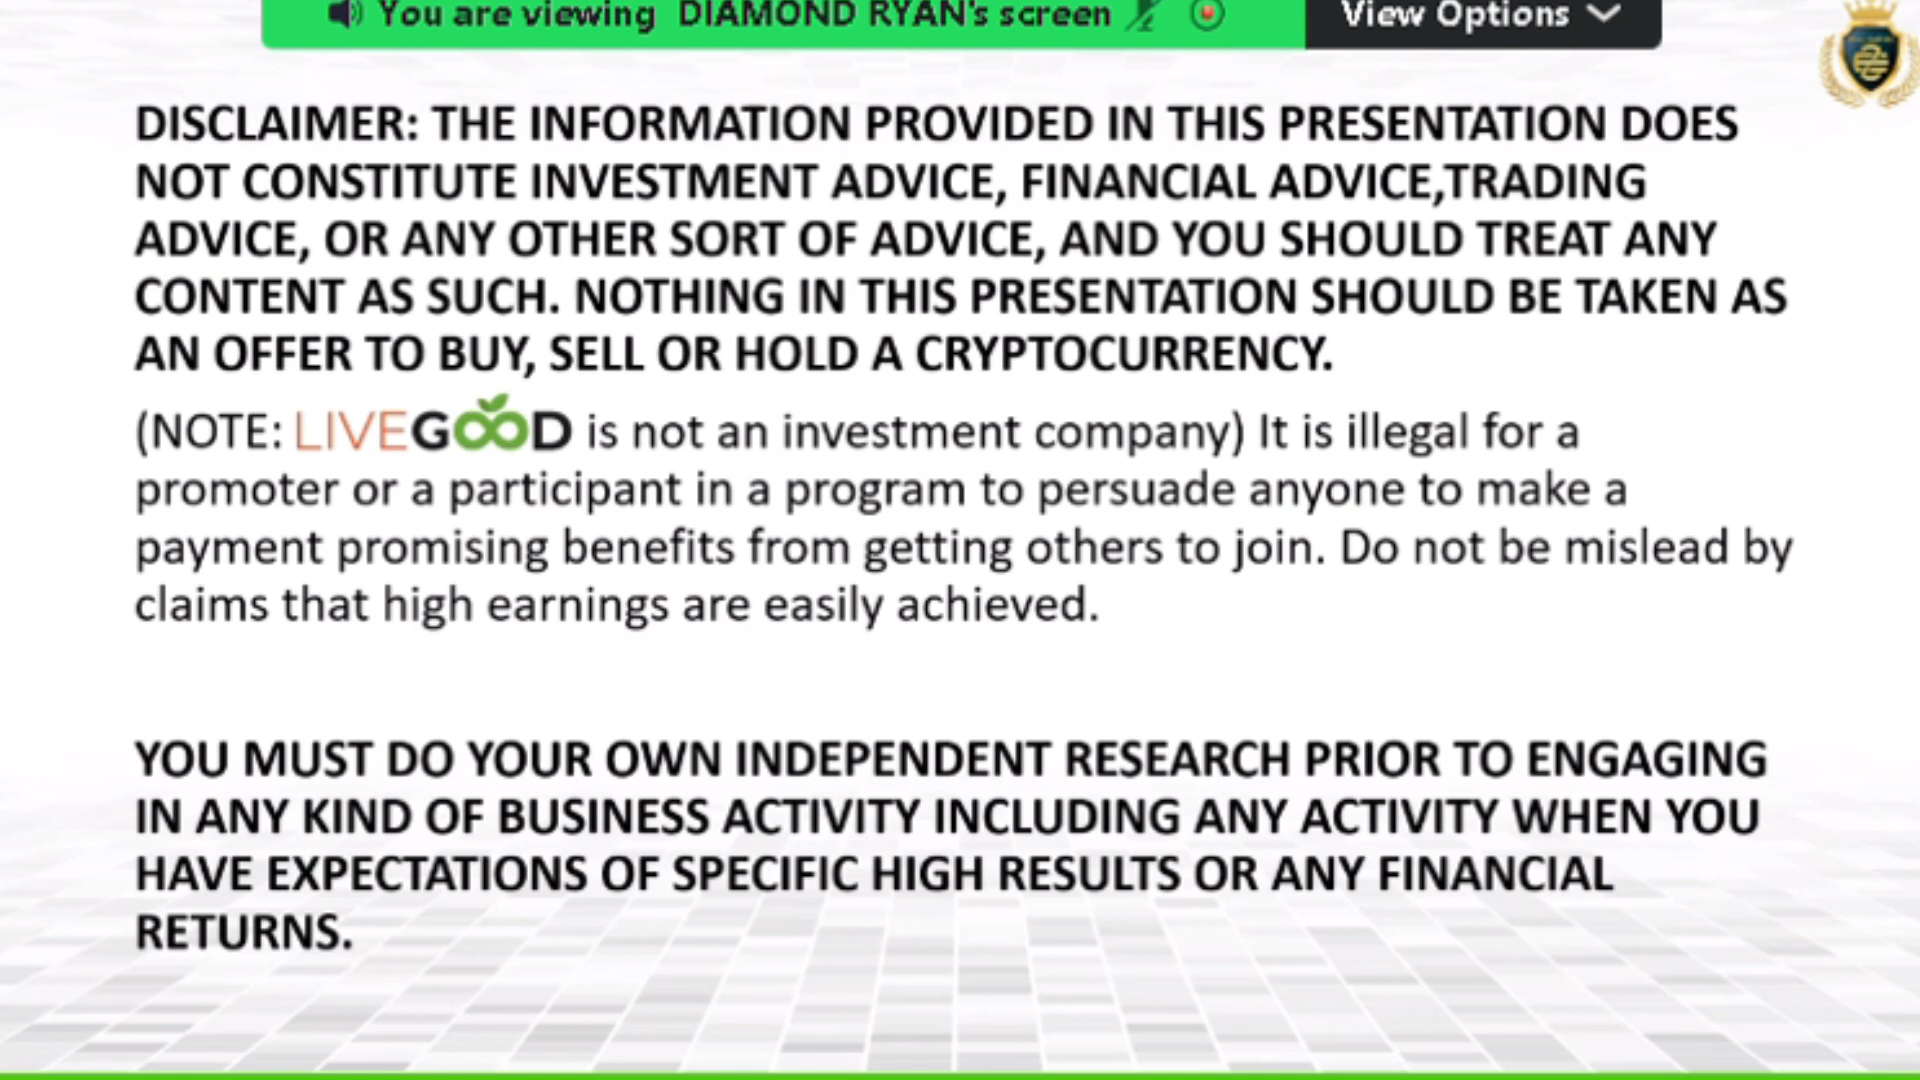 You are viewing DIAMOND RYAN's screen View Options
DISCLAIMER: THE INFORMATION PROVIDED IN THIS PRESENTATION DOES
NOT CONSTITUTE INVESTMENT ADVICE, FINANCIAL ADVICE,TRADING
ADVICE, OR ANY OTHER SORT OF ADVICE, AND YOU SHOULD TREAT ANY
CONTENT AS SUCH. NOTHING IN THIS PRESENTATION SHOULD BE TAKEN AS
AN OFFER TO BUY, SELL OR HOLD A CRYPTOCURRENCY.
(NOTE: LIVEGOOD is not an investment company) It is illegal for a
promoter or a participant in a program to persuade anyone to make a
payment promising benefits from getting others to join. Do not be mislead by
claims that high earnings are easily achieved.
YOU MUST DO YOUR OWN INDEPENDENT RESEARCH PRIOR TO ENGAGING
IN ANY KIND OF BUSINESS ACTIVITY INCLUDING ANY ACTIVITY WHEN YOU
HAVE EXPECTATIONS OF SPECIFIC HIGH RESULTS OR ANY FINANCIAL
RETURNS.